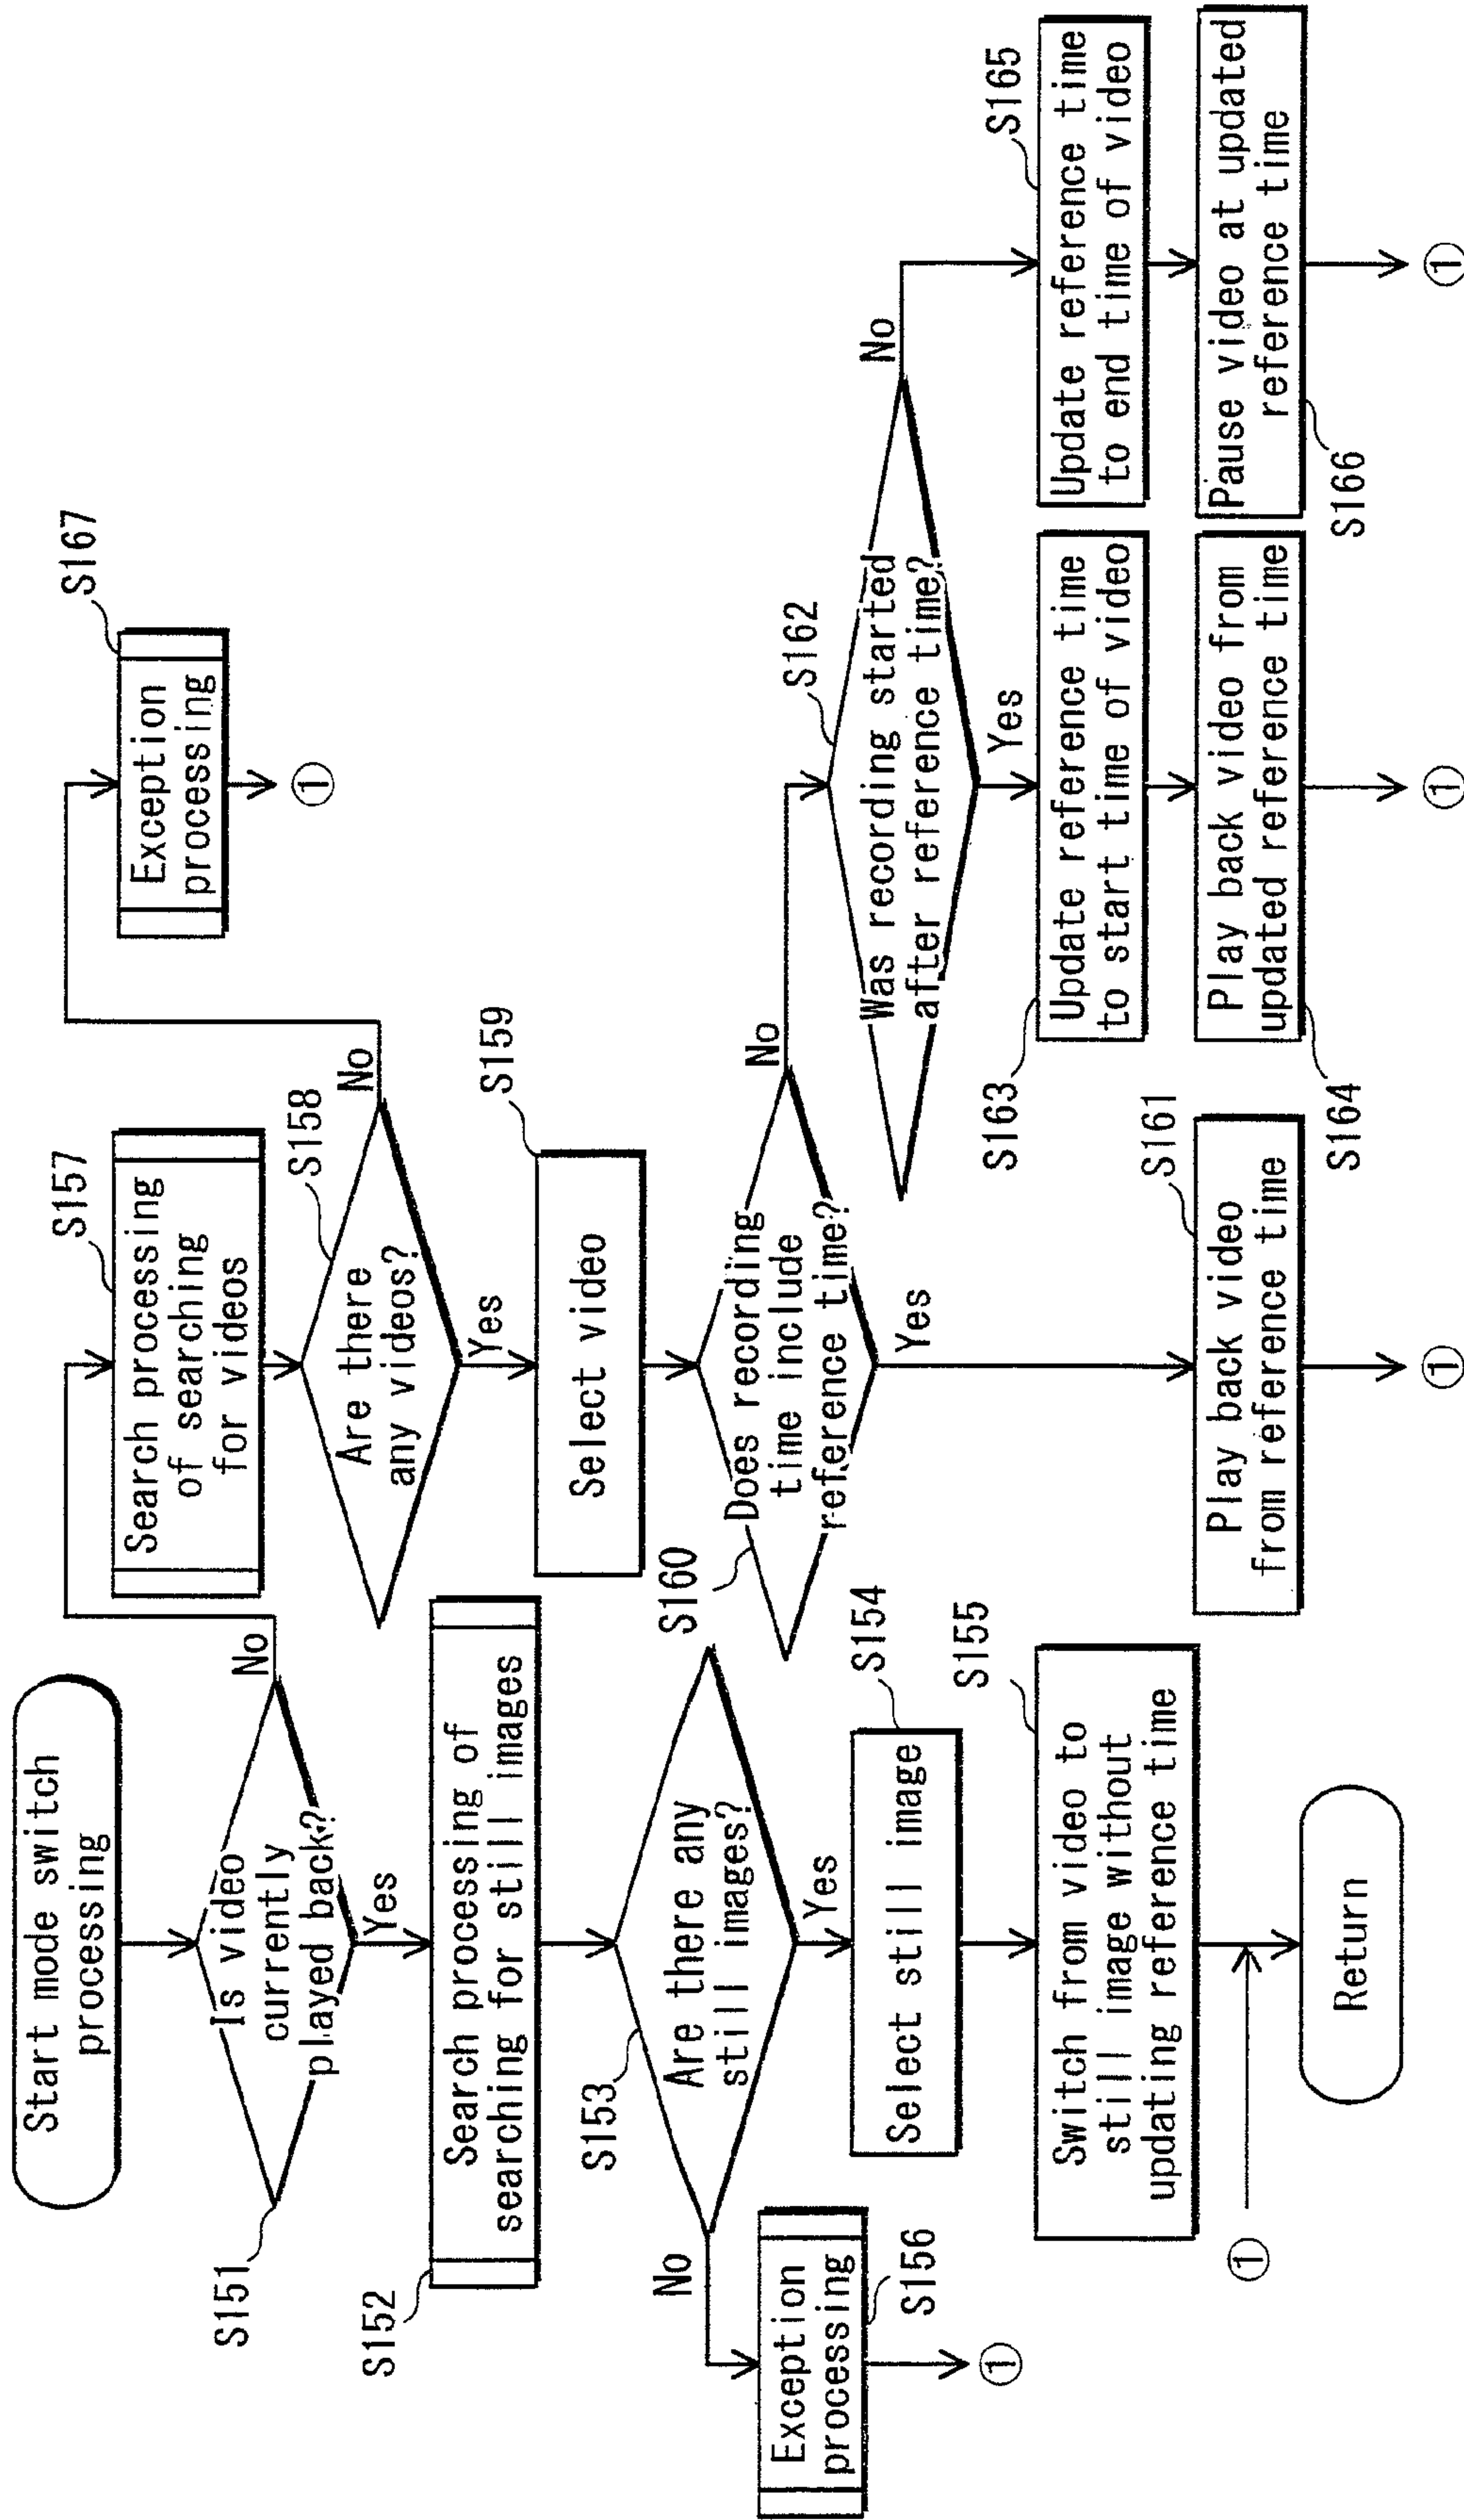 Start mode switch
processing
S151
Is video
currently
played back?
No
Yes
S152
Search processing of
searching for still images
S153
Are there any
still images?
No
Yes
Exception
processing
S156
①
S154
Select still image
S155
Switch from video to
still image without
updating reference time
①
Return
S157
Search processing
of searching
for videos
S158
Are there
any videos?
No
Yes
S167
Exception
processing
①
S159
Select video
S160
Does recording
time include
reference time?
No
Yes
S161
Play back video
from reference time
①
S162
Was recording started
after reference time?
No
Yes
S163
Update reference time
to start time of video
S164
Play back video from
updated reference time
①
S165
Update reference time
to end time of video
S166
Pause video at updated
reference time
①